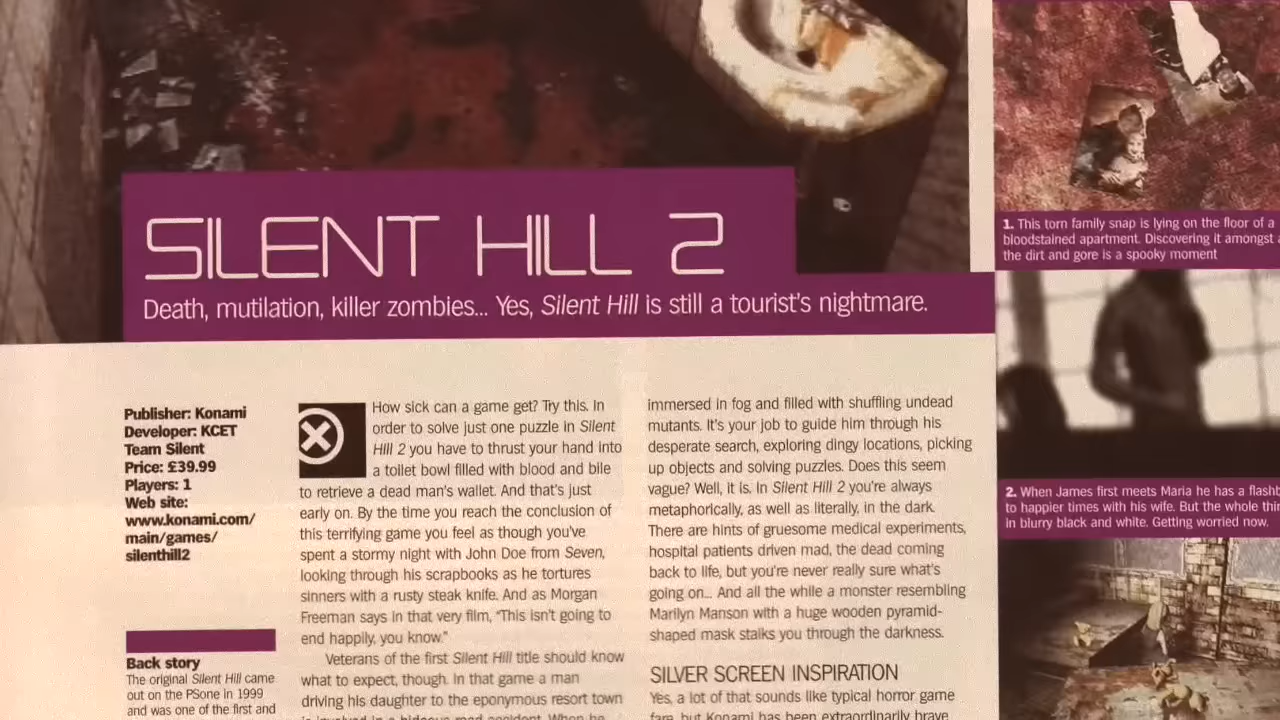 SILENT HILL 2
Death, mutilation, killer zombies... Yes, Silent Hill is still a tourist's nightmare.
Publisher: Konami
Developer: KCET
Team Silent
Price: £39.99
Players: 1
Web site:
www.konami.com/
main/games/
silenthill2
Back story
The original Silent Hill came
out on the PSone in 1999
and was one of the first and
How sick can a game get? Try this. In
order to solve just one puzzle in Silent
Hill 2 you have to thrust your hand into
a toilet bowl filled with blood and bile
to retrieve a dead man's wallet. And that's just
early on. By the time you reach the conclusion of
this terrifying game you feel as though you've
spent a stormy night with John Doe from Seven,
looking through his scrapbooks as he tortures
sinners with a rusty steak knife. And as Morgan
Freeman says in that very film, "This isn't going to
end happily, you know."
Veterans of the first Silent Hill title should know
what to expect, though. In that game a man
driving his daughter to the eponymous resort town
is involved in a hideous road accident. When he
immersed in fog and filled with shuffling undead
mutants. It's your job to guide him through his
desperate search, exploring dingy locations, picking
up objects and solving puzzles. Does this seem
vague? Well, it is. In Silent Hill 2 you're always
metaphorically, as well as literally, in the dark.
There are hints of gruesome medical experiments,
hospital patients driven mad, the dead coming
back to life, but you're never really sure what's
going on... And all the while a monster resembling
Marilyn Manson with a huge wooden pyramid-
shaped mask stalks you through the darkness.
SILVER SCREEN INSPIRATION
Yes, a lot of that sounds like typical horror game
fare, but Konami has been extraordinarily brave
1. This torn family snap is lying on the floor of a
bloodstained apartment. Discovering it amongst
the dirt and gore is a spooky moment
2. When James first meets Maria he has a
to happier times with his wife. But the whole
in blurry black and white. Getting worried now.